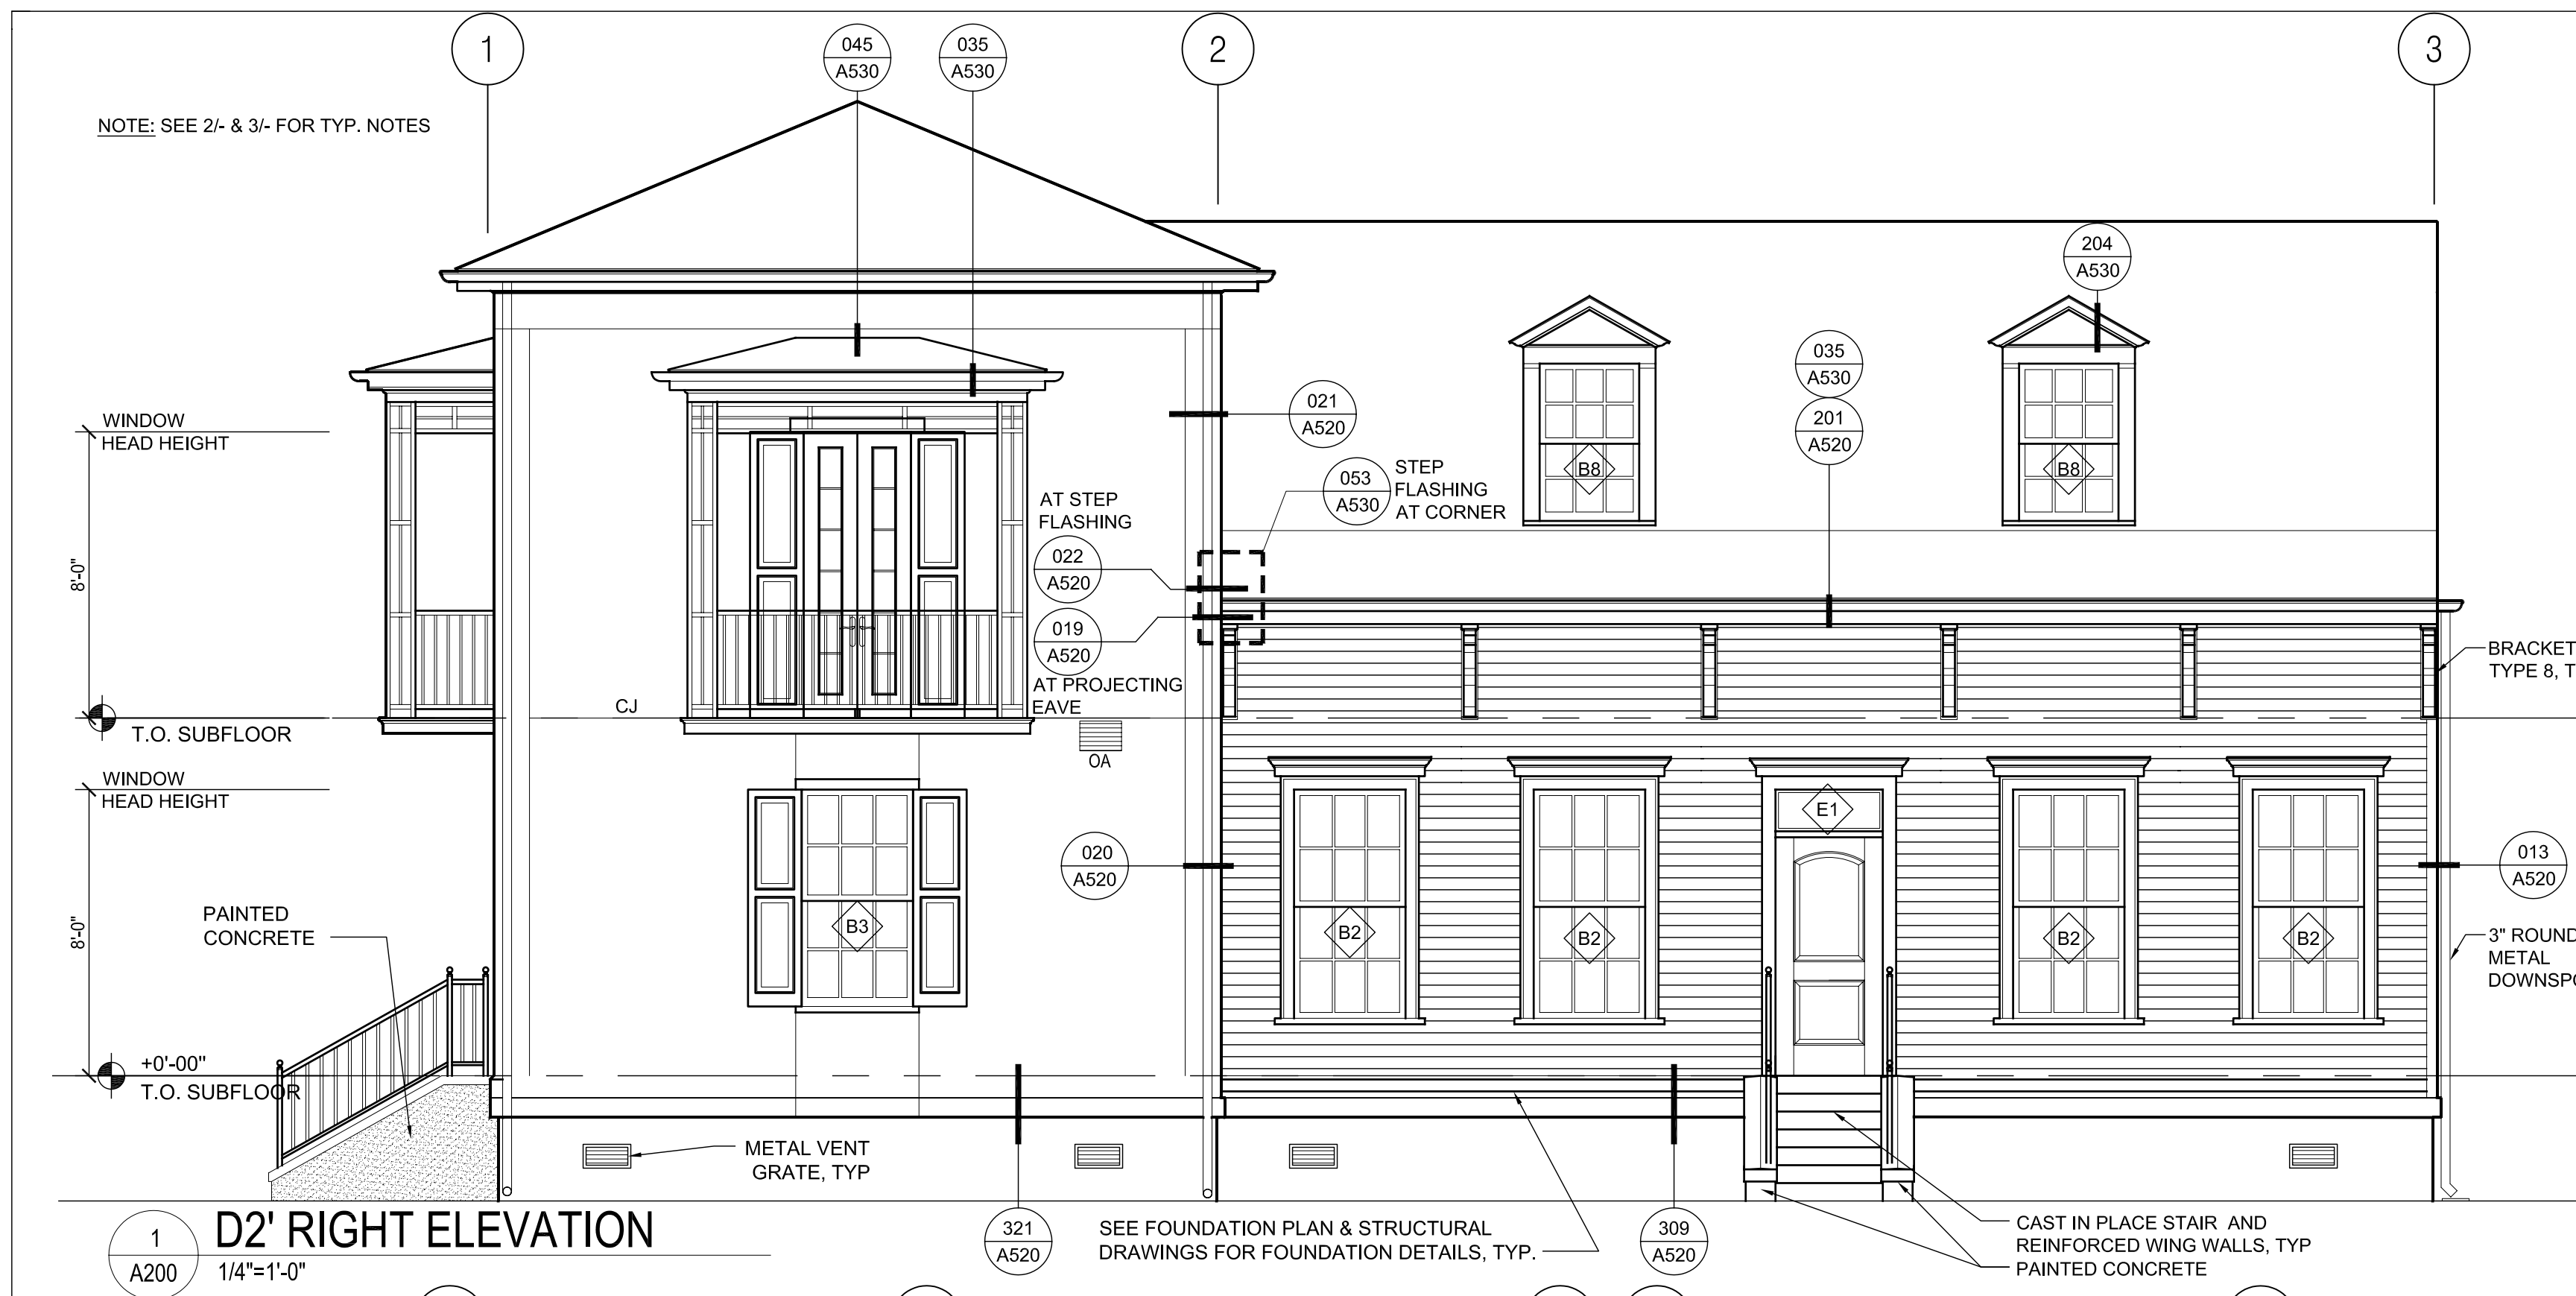 1
2
3
045
A530
035
A530
NOTE: SEE 2/- & 3/- FOR TYP. NOTES
204
A530
035
A530
201
A520
021
A520
WINDOW
HEAD HEIGHT
053
A530
STEP
FLASHING
AT CORNER
B8
B8
AT STEP
FLASHING
022
A520
8'-0"
019
A520
AT PROJECTING
EAVE
BRACKET
TYPE 8, T
CJ
T.O. SUBFLOOR
OA
WINDOW
HEAD HEIGHT
E1
020
A520
013
A520
8'-0"
PAINTED
CONCRETE
B3
B2
B2
B2
B2
3" ROUND
METAL
DOWNSPO
+0'-00"
T.O. SUBFLOOR
METAL VENT
GRATE, TYP
1
A200
D2' RIGHT ELEVATION
1/4"=1'-0"
321
A520
SEE FOUNDATION PLAN & STRUCTURAL
DRAWINGS FOR FOUNDATION DETAILS, TYP.
309
A520
CAST IN PLACE STAIR AND
REINFORCED WING WALLS, TYP
PAINTED CONCRETE